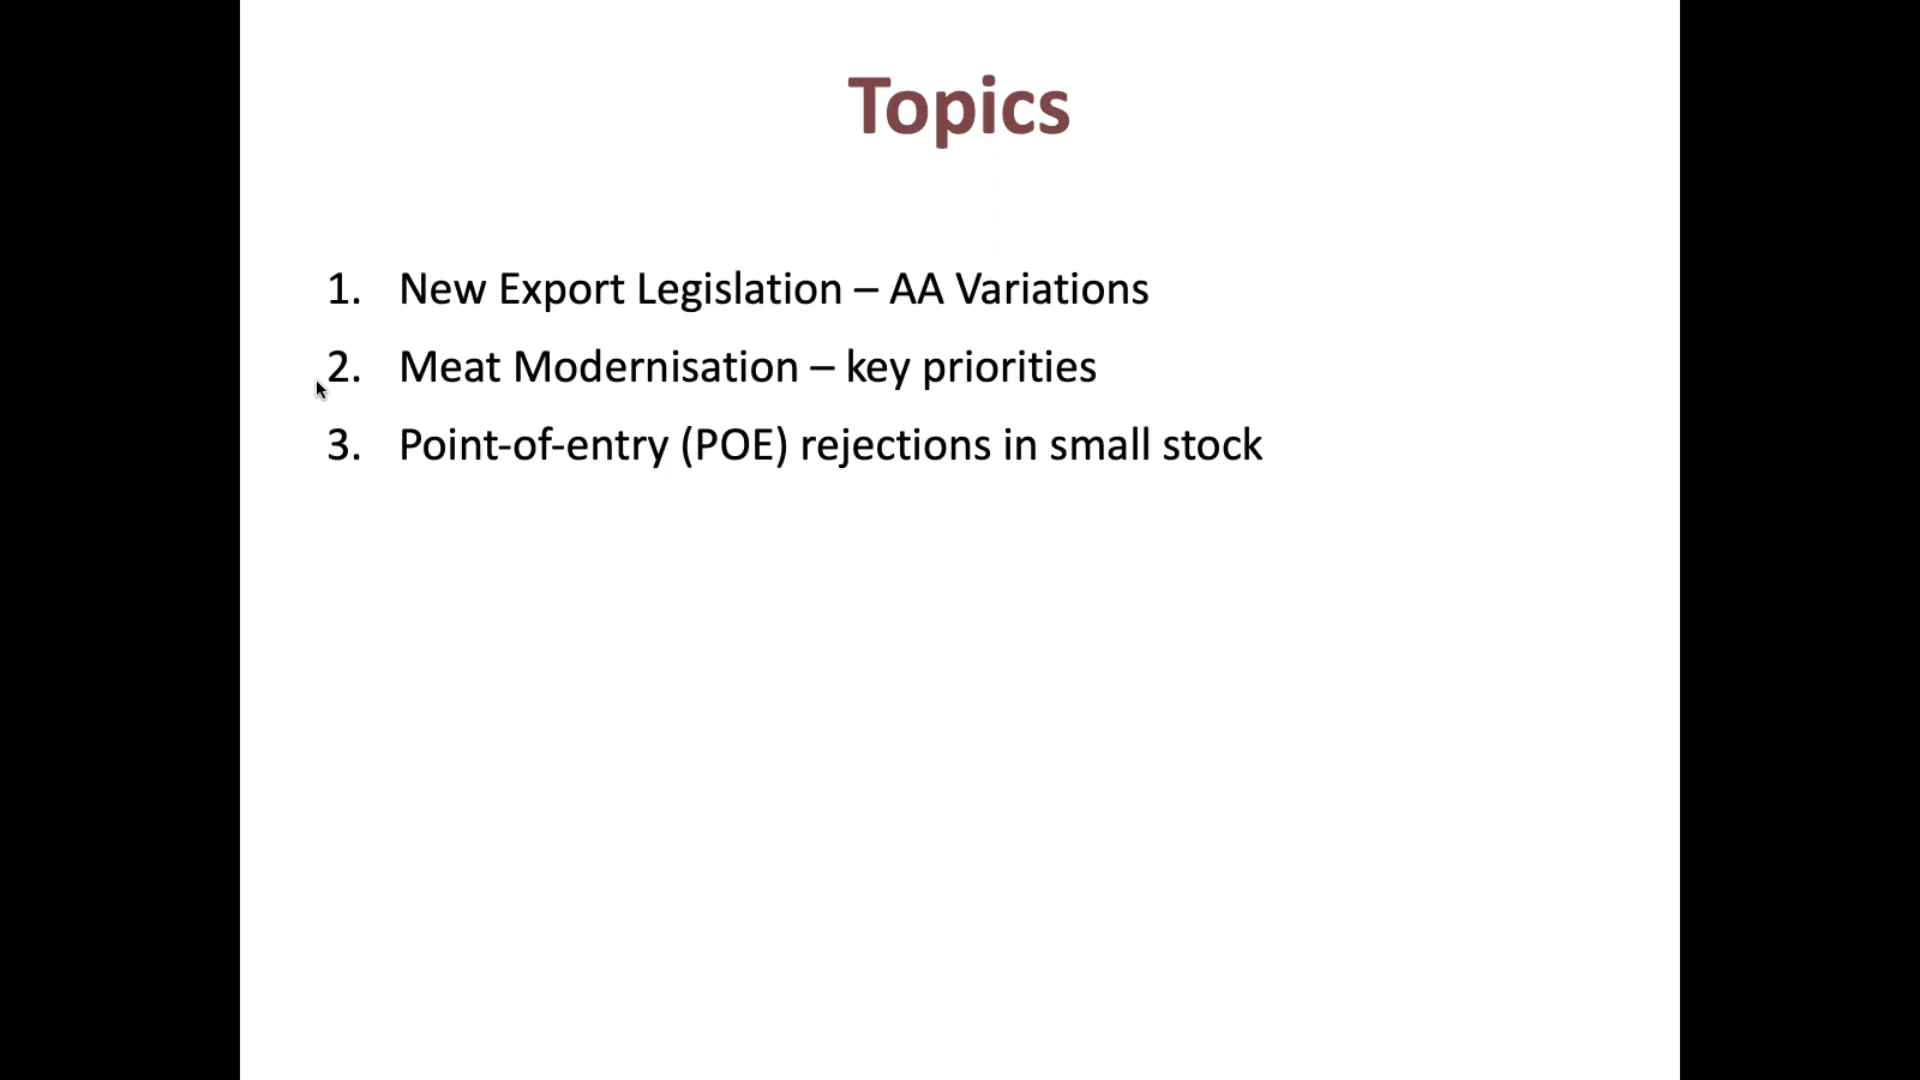 Topics
1. New Export Legislation – AA Variations
2. Meat Modernisation – key priorities
3. Point-of-entry (POE) rejections in small stock